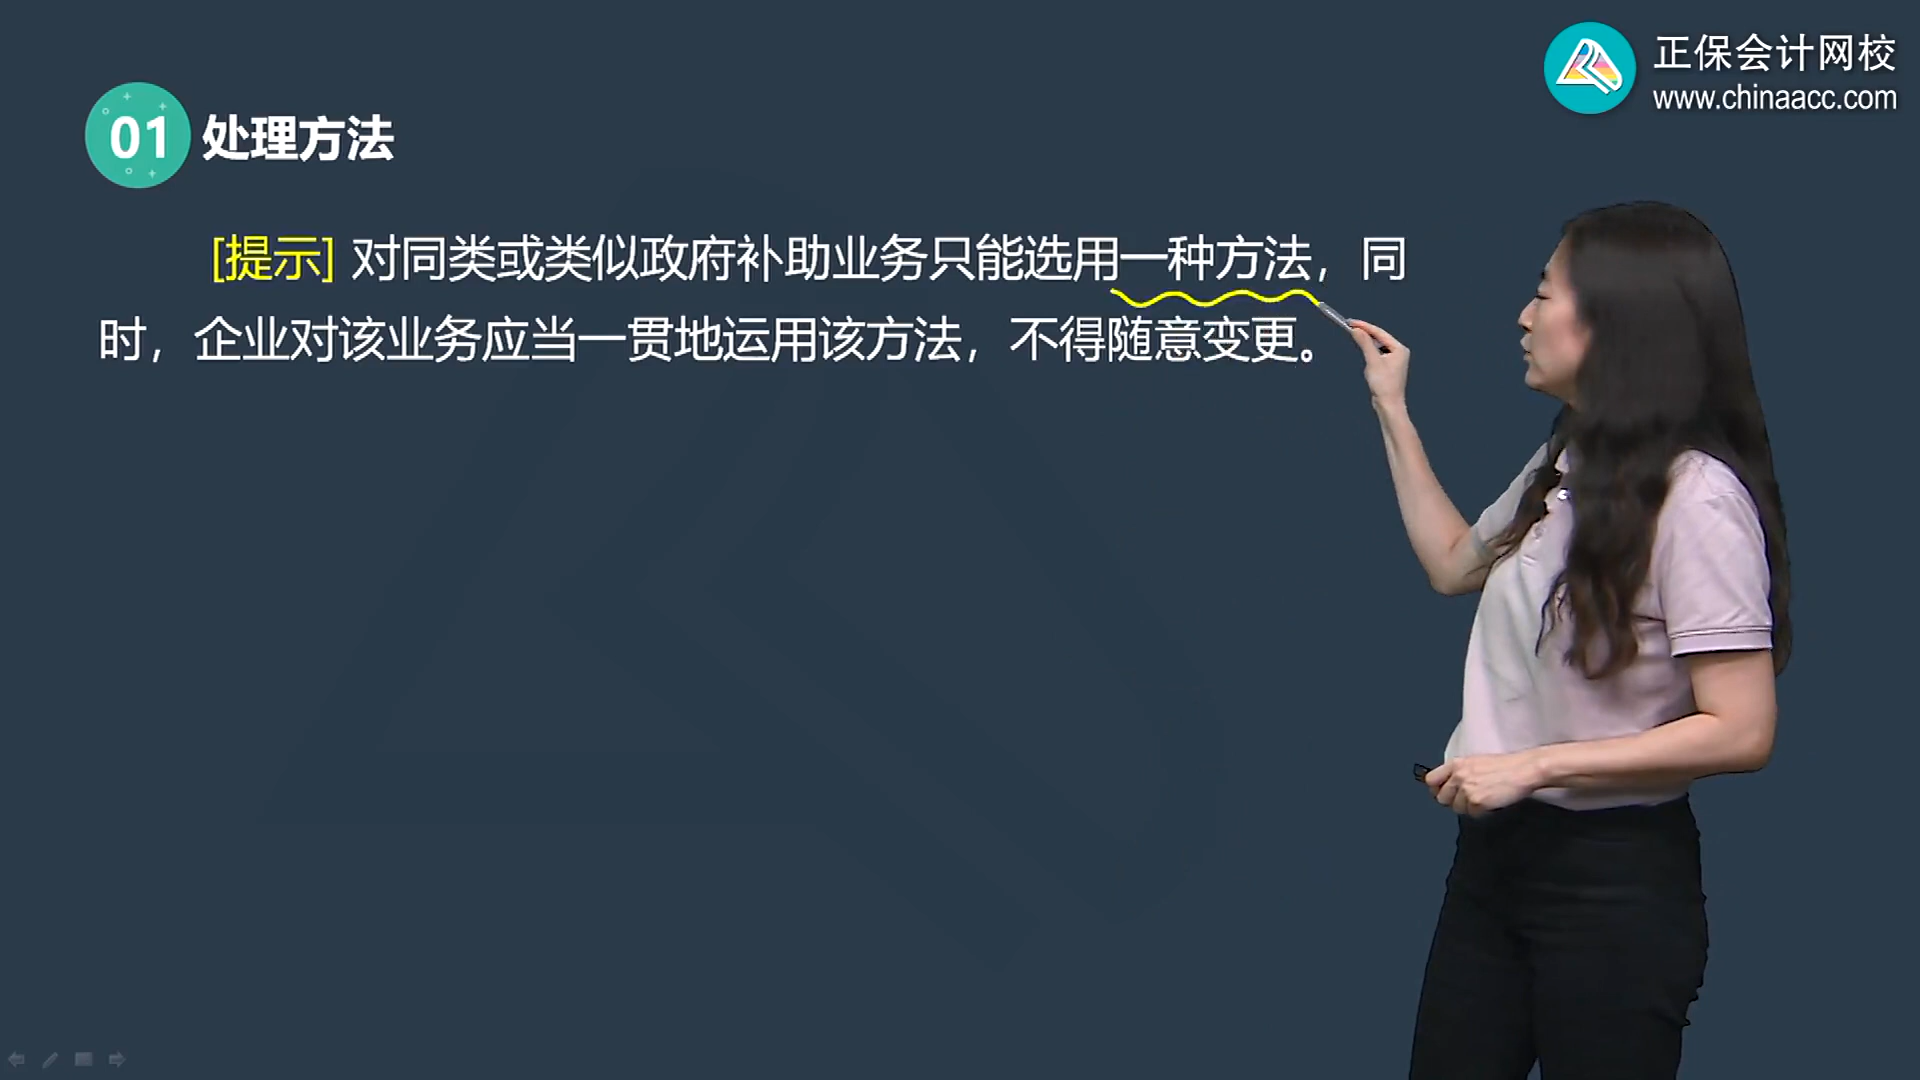 正保会计网校
www.chinaacc.com
01 处理方法
[提示] 对同类或类似政府补助业务只能选用一种方法，同
时，企业对该业务应当一贯地运用该方法，不得随意变更。